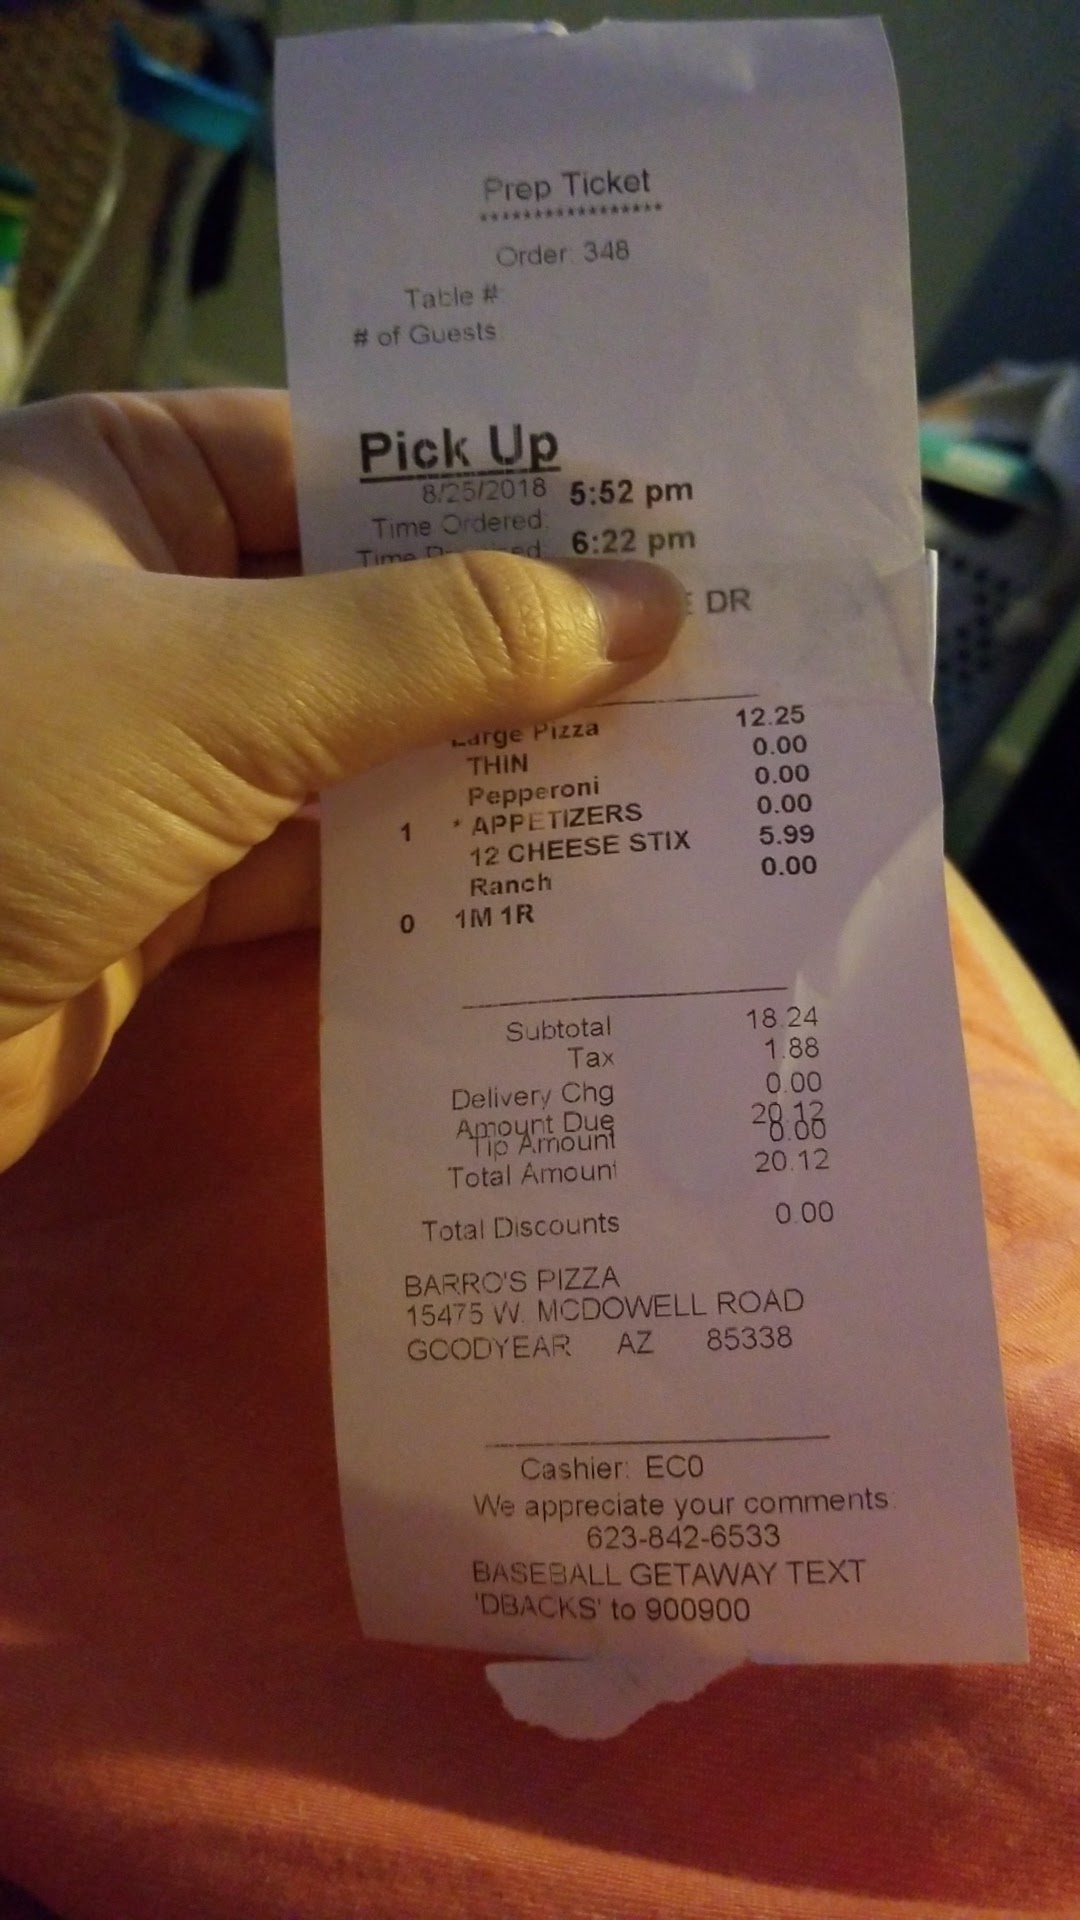 Prep Ticket
*****************
Order: 348
Table #
# of Guests
Pick Up
8/25/2018 5:52 pm
Time Ordered:
Time 6:22 pm
DR
Large Pizza 12.25
THIN 0.00
Pepperoni 0.00
1 * APPETIZERS 0.00
12 CHEESE STIX 5.99
Ranch 0.00
0 1M 1R
Subtotal 18.24
Tax 1.88
Delivery Chg 0.00
Amount Due 20.12
Tip Amount 0.00
Total Amount 20.12
Total Discounts 0.00
BARRO'S PIZZA
15475 W. MCDOWELL ROAD
GOODYEAR AZ 85338
Cashier: EC0
We appreciate your comments:
623-842-6533
BASEBALL GETAWAY TEXT
'DBACKS' to 900900